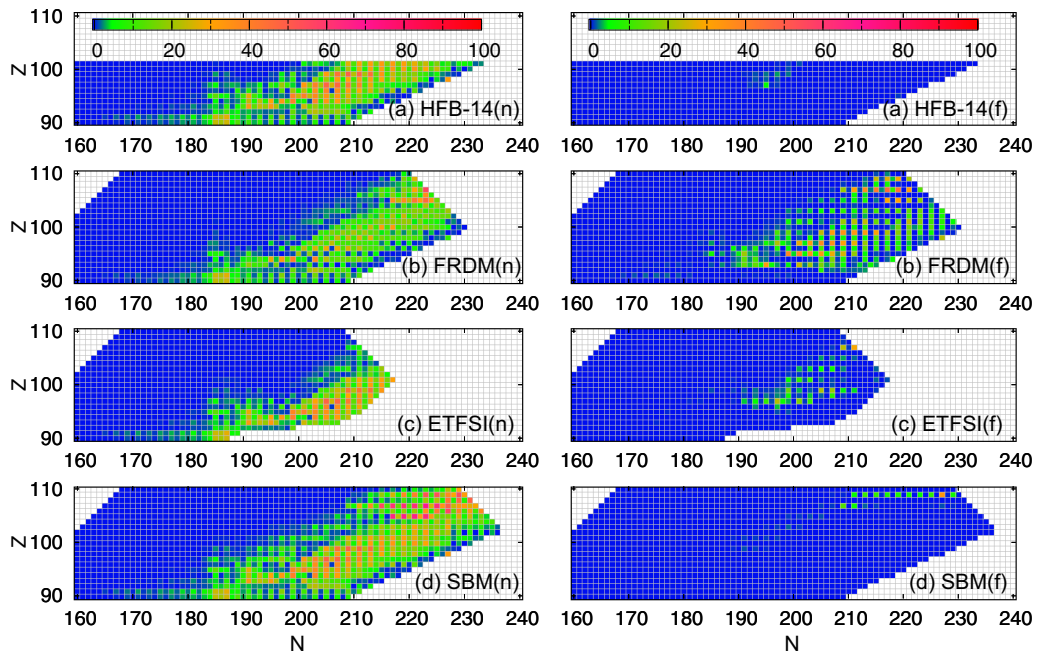 110
100
Z
90
0 20 40 60 80 100
(a) HFB-14(n)
160 170 180 190 200 210 220 230 240
0 20 40 60 80 100
(a) HFB-14(f)
160 170 180 190 200 210 220 230 240
110
100
Z
90
(b) FRDM(n)
160 170 180 190 200 210 220 230 240
(b) FRDM(f)
160 170 180 190 200 210 220 230 240
110
100
Z
90
(c) ETFSI(n)
160 170 180 190 200 210 220 230 240
(c) ETFSI(f)
160 170 180 190 200 210 220 230 240
110
100
Z
90
(d) SBM(n)
160 170 180 190 200 210 220 230 240
N
(d) SBM(f)
160 170 180 190 200 210 220 230 240
N